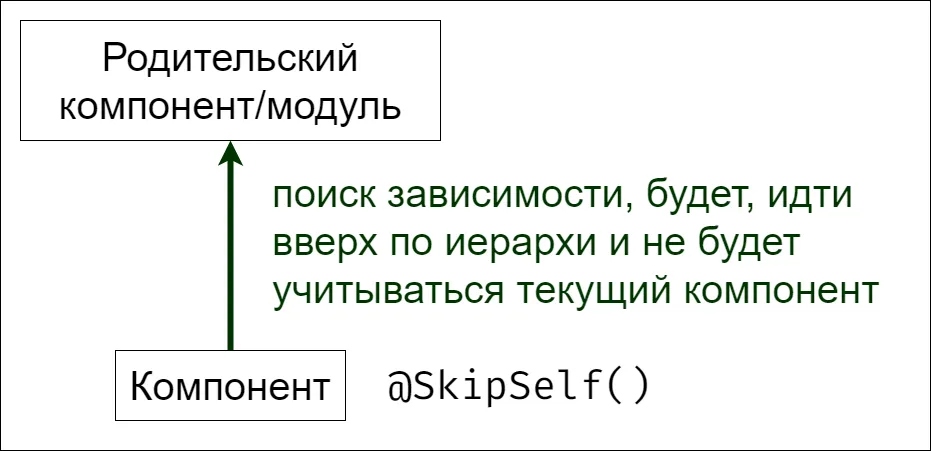 Родительский
компонент/модуль
поиск зависимости, будет, идти
вверх по иерархи и не будет
учитываться текущий компонент
Компонент
@SkipSelf()